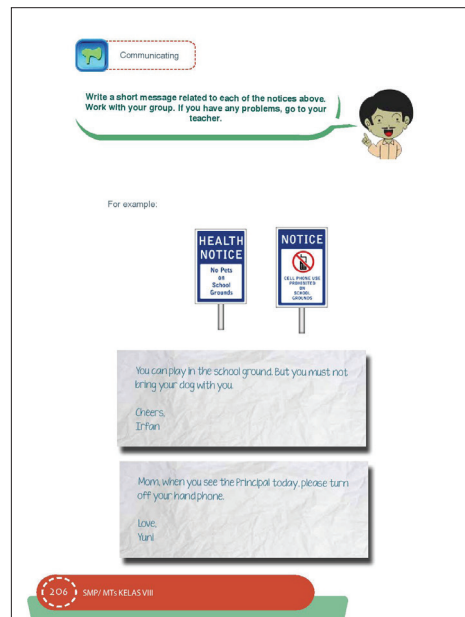 Communicating
Write a short message related to each of the notices above.
Work with your group. If you have any problems, go to your
teacher.
For example:
HEALTH
NOTICE
No Pets
on
School
Grounds
NOTICE
CELL PHONE USE
PROHIBITED
ON
SCHOOL
GROUNDS
You can play in the school ground. But you must not
bring your dog with you.
Cheers,
Irfan
Mom, when you see the Principal today, please turn
off your hand phone.
Love,
Yuni
206
SMP/ MTs KELAS VIII